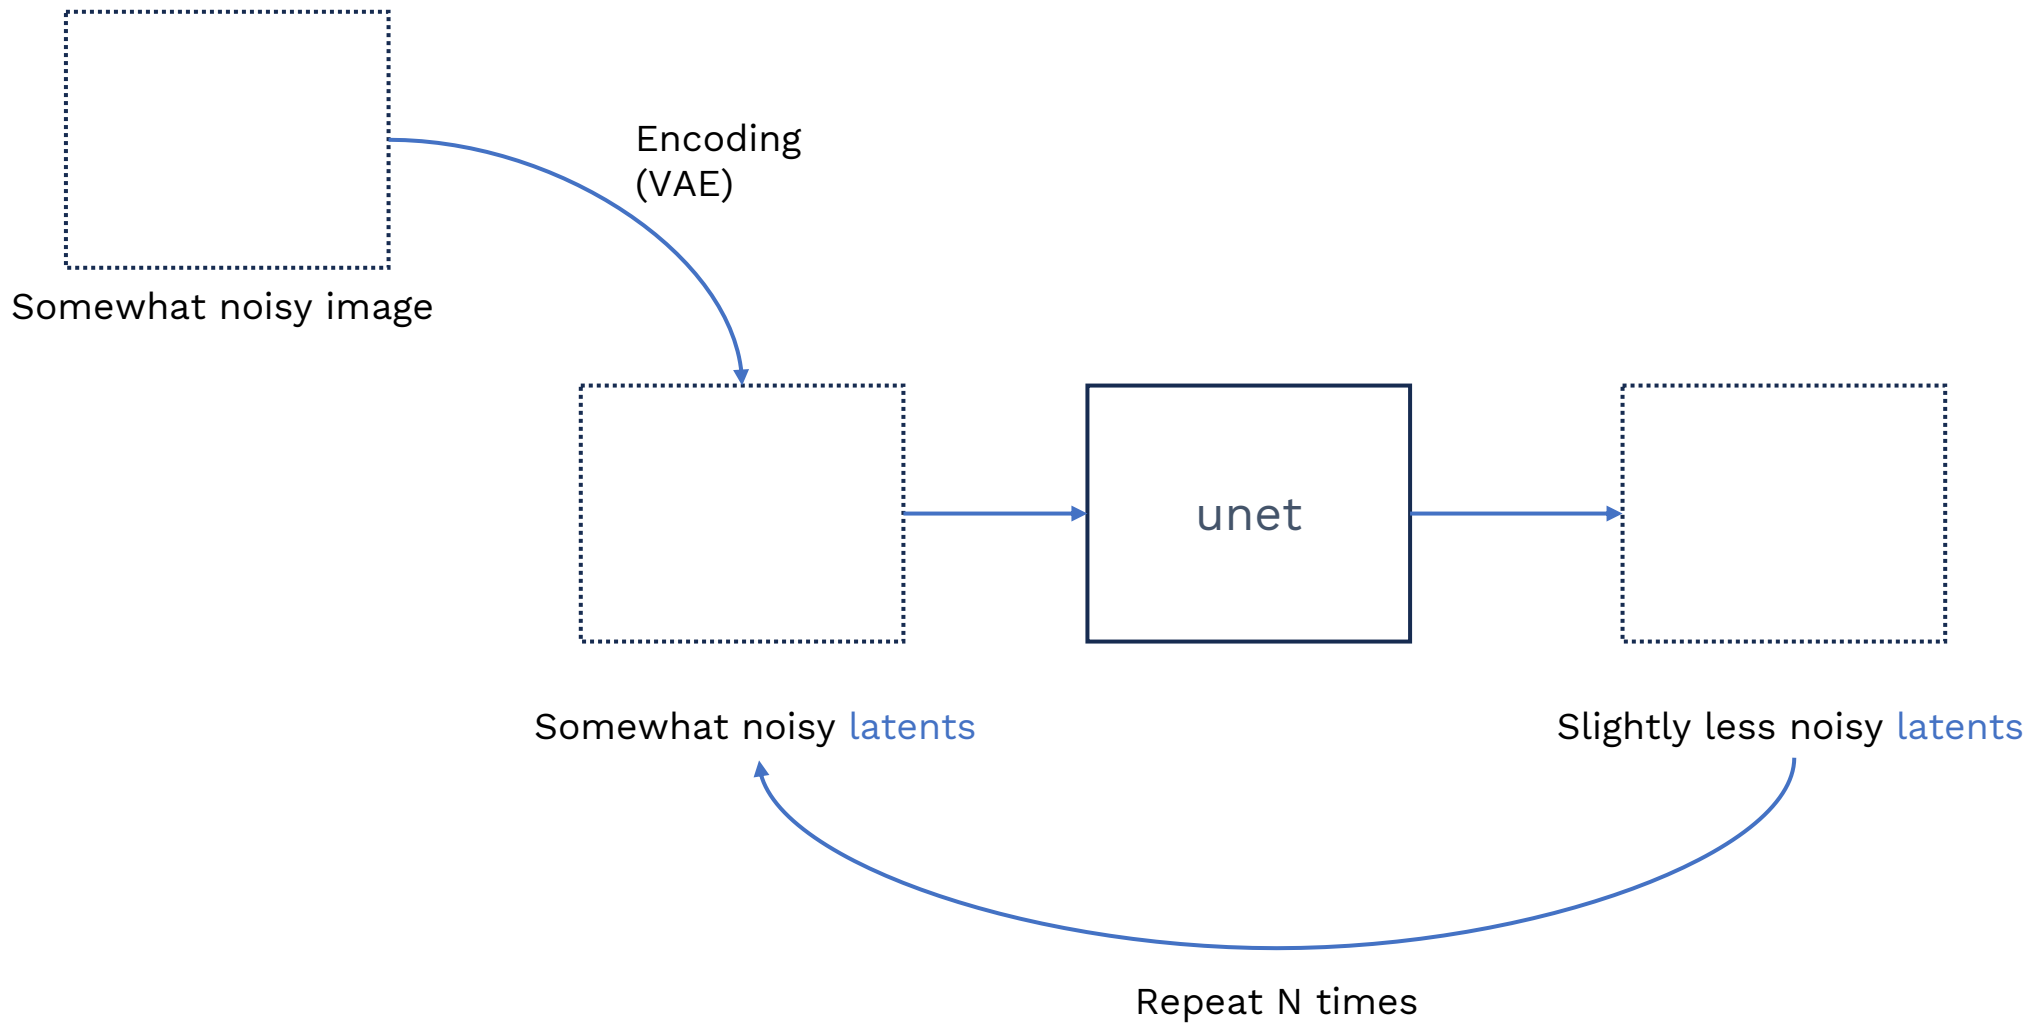 Encoding
(VAE)
Somewhat noisy image
unet
Somewhat noisy latents
Slightly less noisy latents
Repeat N times